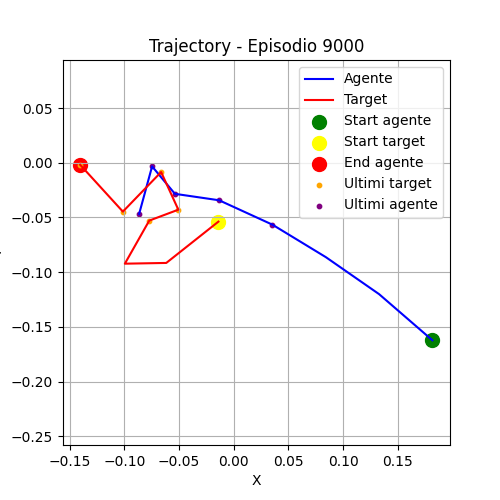 Trajectory - Episodio 9000
Agente
Target
Start agente
Start target
End agente
Ultimi target
Ultimi agente
0.05
0.00
−0.05
−0.10
−0.15
−0.20
−0.25
−0.15 −0.10 −0.05 0.00 0.05 0.10 0.15
X